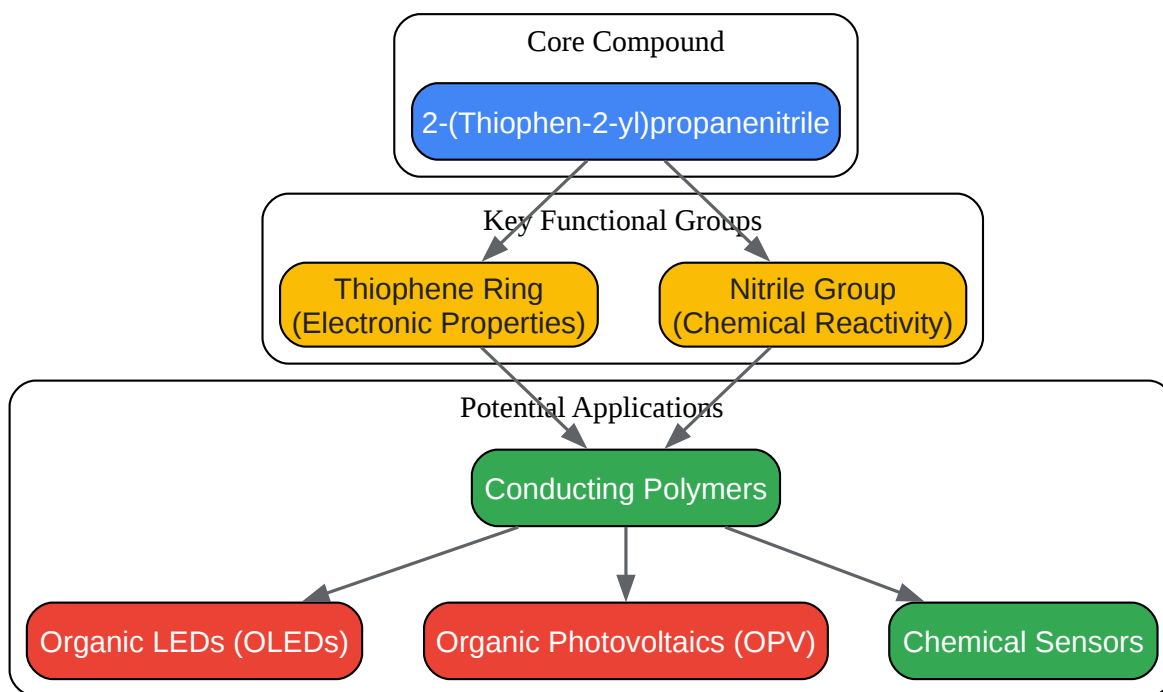 Core Compound
2-(Thiophen-2-yl)propanenitrile
Key Functional Groups
Thiophene Ring
(Electronic Properties)
Nitrile Group
(Chemical Reactivity)
Potential Applications
Conducting Polymers
Organic LEDs (OLEDs)
Organic Photovoltaics (OPV)
Chemical Sensors